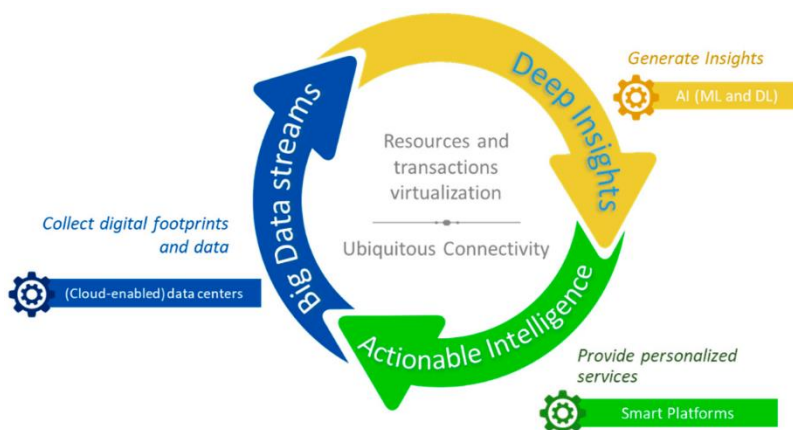 Deep Insights
Generate Insights
AI (ML and DL)
Big Data streams
Resources and
transactions
virtualization
Ubiquitous Connectivity
Collect digital footprints
and data
(Cloud-enabled) data centers
Actionable Intelligence
Provide personalized
services
Smart Platforms